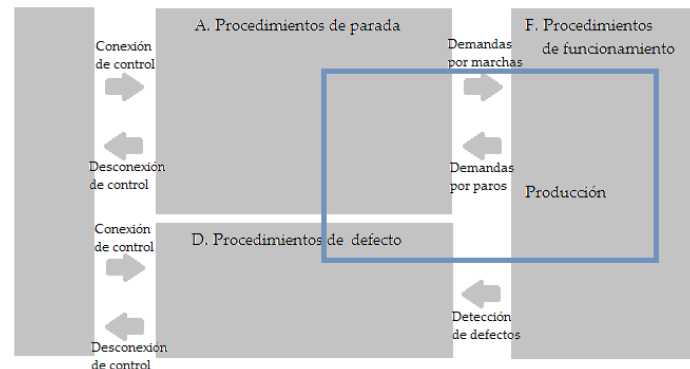 A. Procedimientos de parada
F. Procedimientos
de funcionamiento
Conexión
de control
Demandas
por marchas
Desconexión
de control
Demandas
por paros
Producción
Conexión
de control
D. Procedimientos de defecto
Detección
de defectos
Desconexión
de control